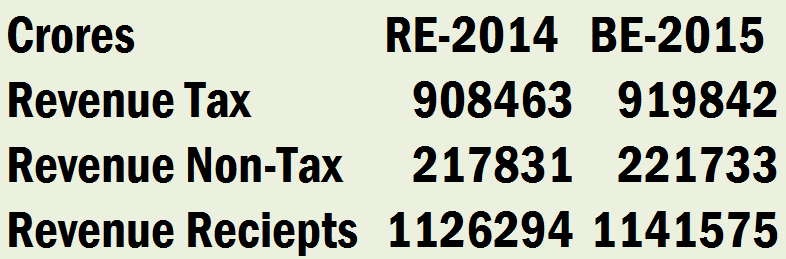 Crores RE-2014 BE-2015
Revenue Tax 908463 919842
Revenue Non-Tax 217831 221733
Revenue Reciepts 1126294 1141575